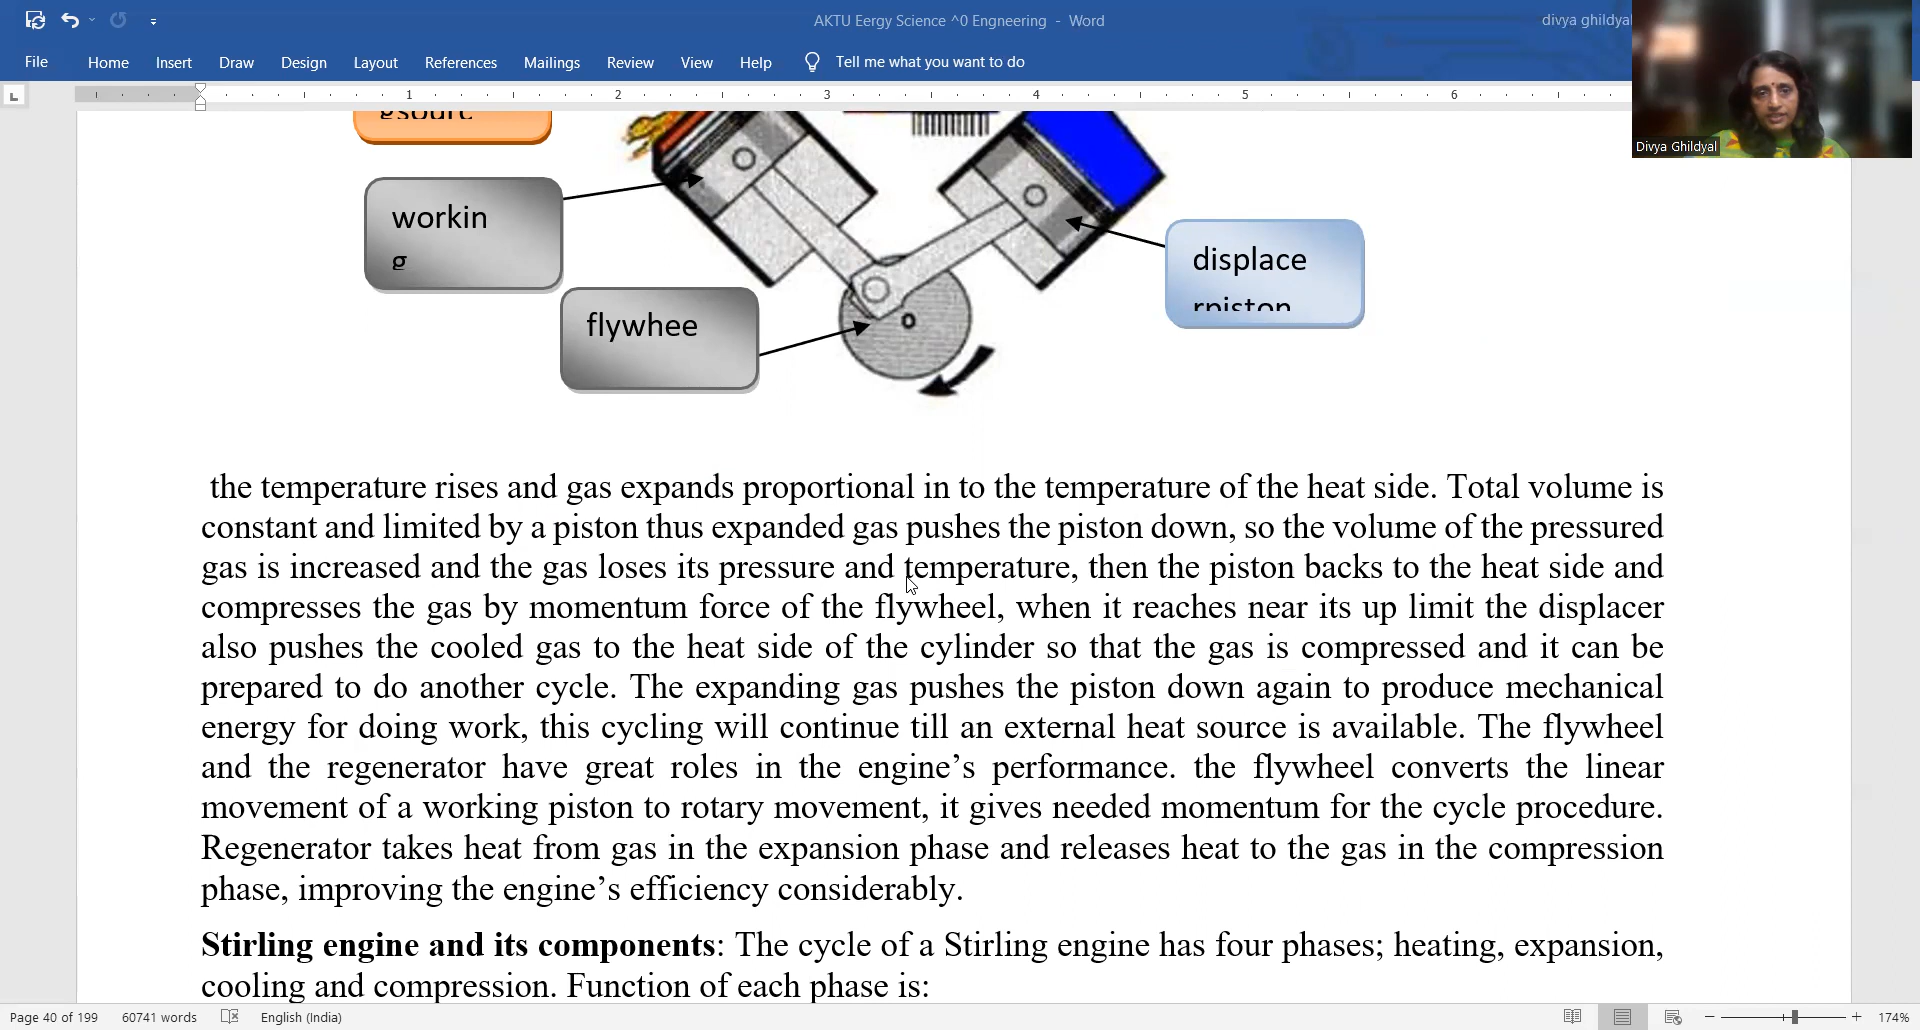 AKTU Eergy Science ^0 Engneering - Word
divya ghildyal
File Home Insert Draw Design Layout References Mailings Review View Help Tell me what you want to do
1 2 3 4 5 6
Divya Ghildyal
workin
g
displace
rpiston
flywhee
the temperature rises and gas expands proportional in to the temperature of the heat side. Total volume is
constant and limited by a piston thus expanded gas pushes the piston down, so the volume of the pressured
gas is increased and the gas loses its pressure and temperature, then the piston backs to the heat side and
compresses the gas by momentum force of the flywheel, when it reaches near its up limit the displacer
also pushes the cooled gas to the heat side of the cylinder so that the gas is compressed and it can be
prepared to do another cycle. The expanding gas pushes the piston down again to produce mechanical
energy for doing work, this cycling will continue till an external heat source is available. The flywheel
and the regenerator have great roles in the engine’s performance. the flywheel converts the linear
movement of a working piston to rotary movement, it gives needed momentum for the cycle procedure.
Regenerator takes heat from gas in the expansion phase and releases heat to the gas in the compression
phase, improving the engine’s efficiency considerably.
Stirling engine and its components: The cycle of a Stirling engine has four phases; heating, expansion,
cooling and compression. Function of each phase is:
Page 40 of 199 60741 words English (India) 174%